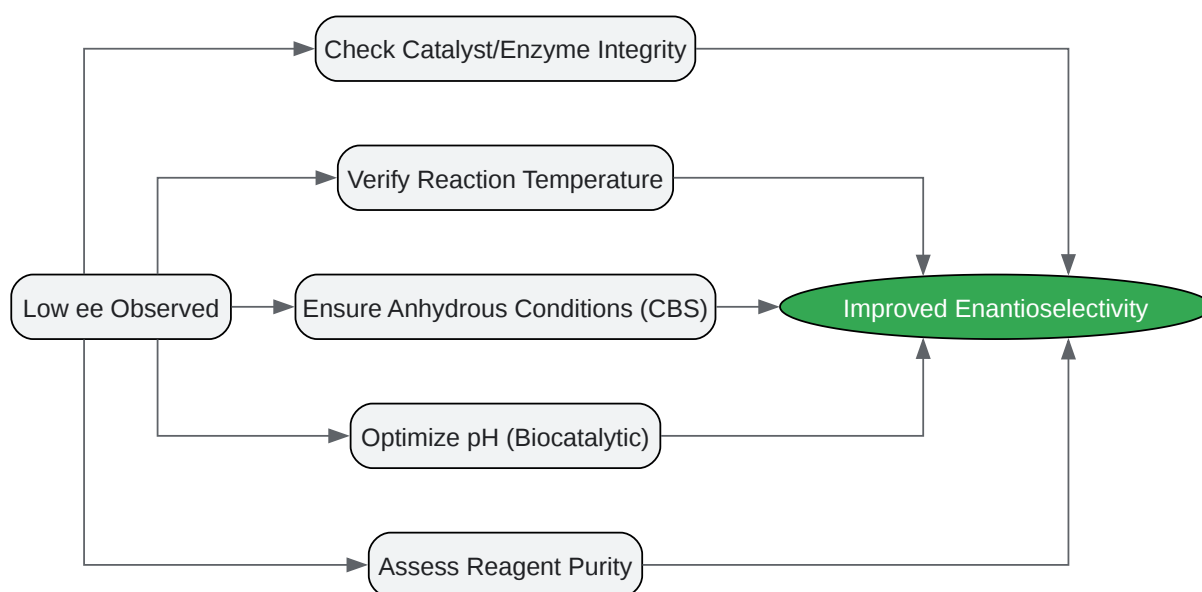 Check Catalyst/Enzyme Integrity
Verify Reaction Temperature
Low ee Observed
Ensure Anhydrous Conditions (CBS)
Improved Enantioselectivity
Optimize pH (Biocatalytic)
Assess Reagent Purity